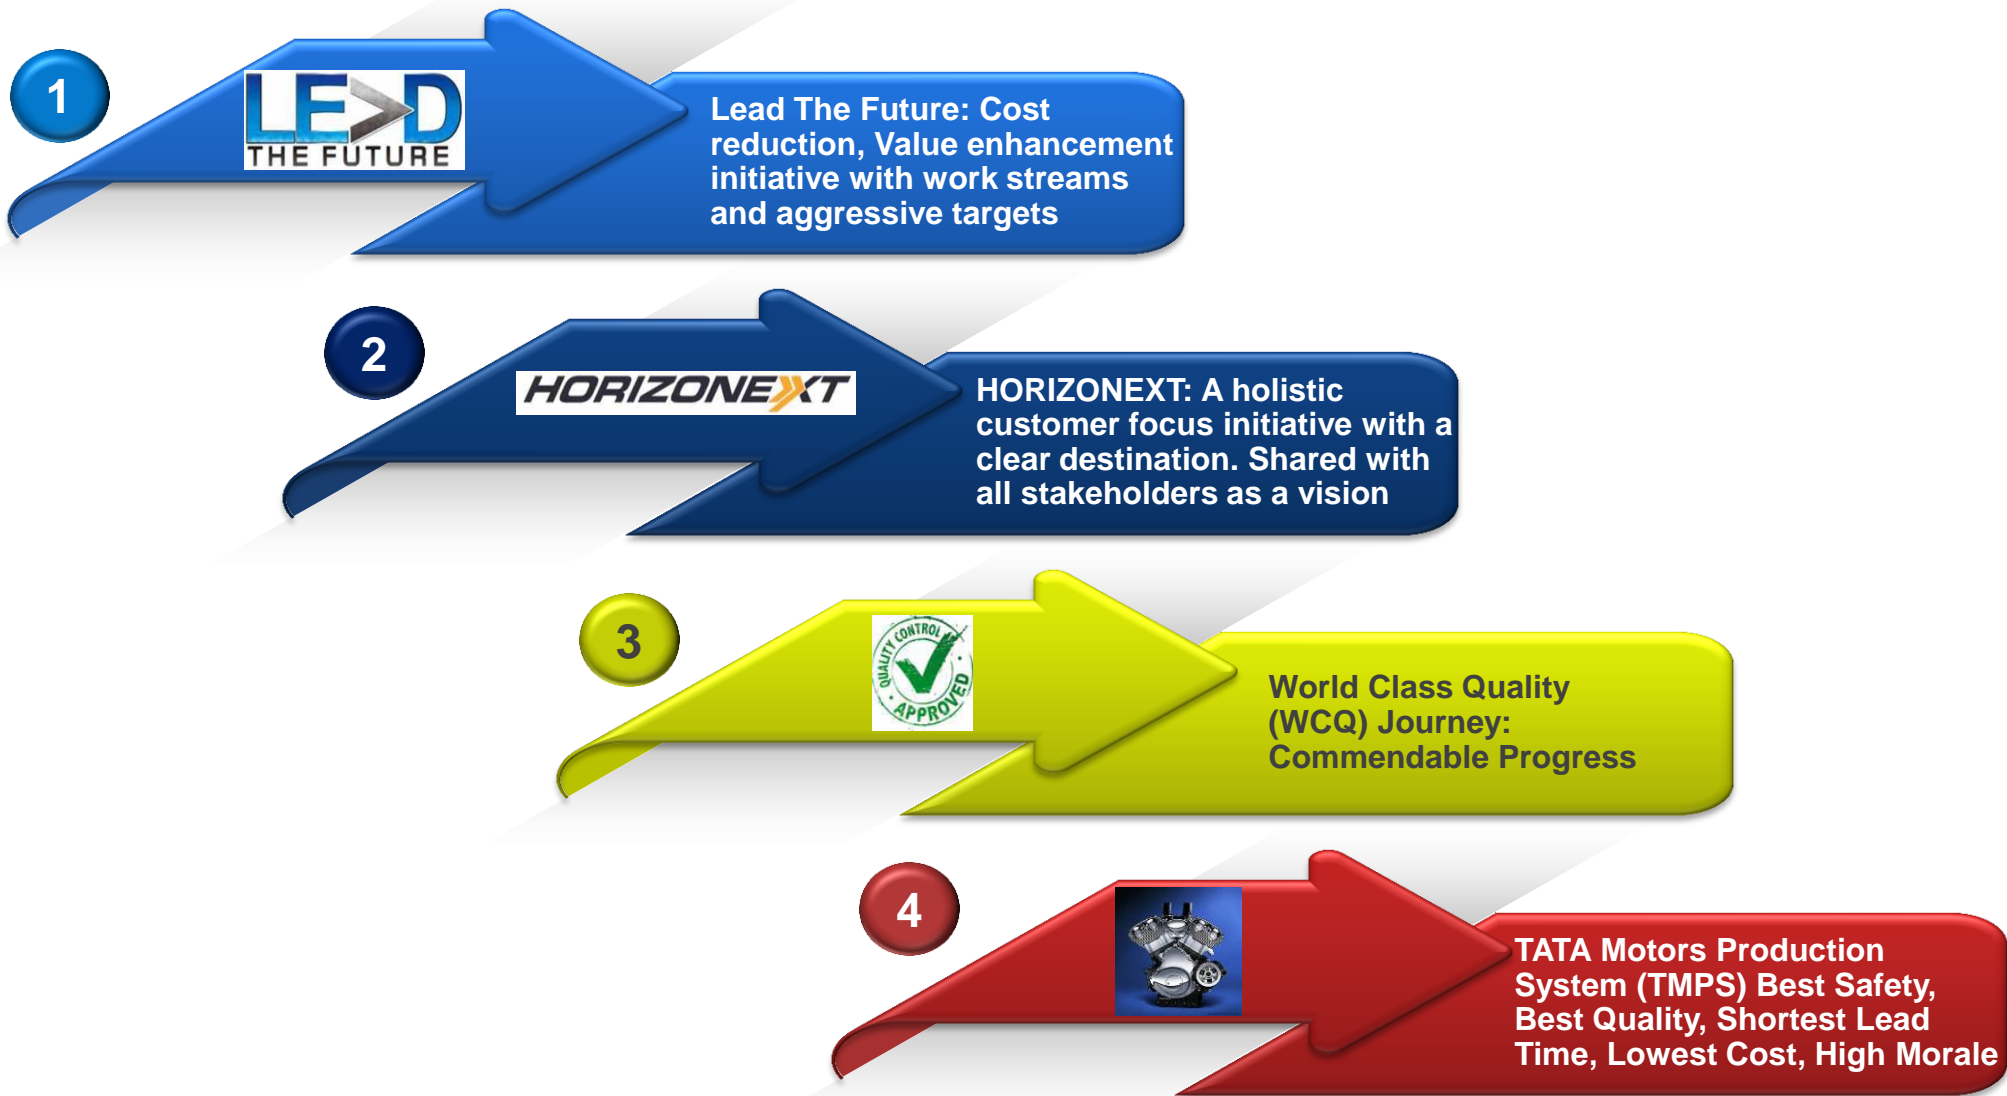 1
LE>D
THE FUTURE
Lead The Future: Cost
reduction, Value enhancement
initiative with work streams
and aggressive targets
2
HORIZONEXT
HORIZONEXT: A holistic
customer focus initiative with a
clear destination. Shared with
all stakeholders as a vision
3
QUALITY CONTROL
APPROVED
World Class Quality
(WCQ) Journey:
Commendable Progress
4
TATA Motors Production
System (TMPS) Best Safety,
Best Quality, Shortest Lead
Time, Lowest Cost, High Morale